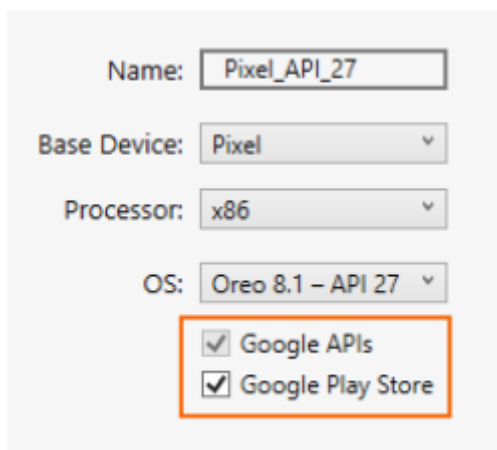 Name: Pixel_API_27
Base Device: Pixel
Processor: x86
OS: Oreo 8.1 – API 27
Google APIs
Google Play Store